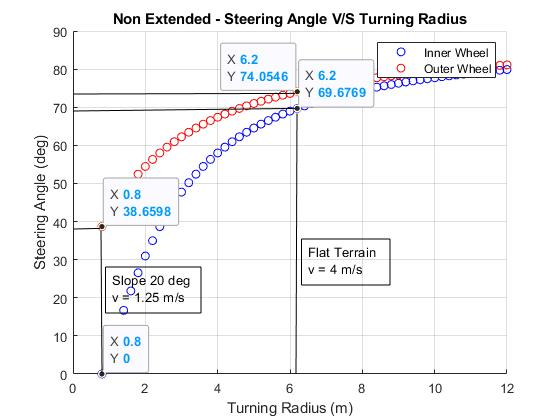 Non Extended - Steering Angle V/S Turning Radius
90
80
70
60
50
40
30
20
10
0
Steering Angle (deg)
X 6.2
Y 74.0546
X 6.2
Y 69.6769
Inner Wheel
Outer Wheel
X 0.8
Y 38.6598
Slope 20 deg
v = 1.25 m/s
Flat Terrain
v = 4 m/s
X 0.8
Y 0
0 2 4 6 8 10 12
Turning Radius (m)